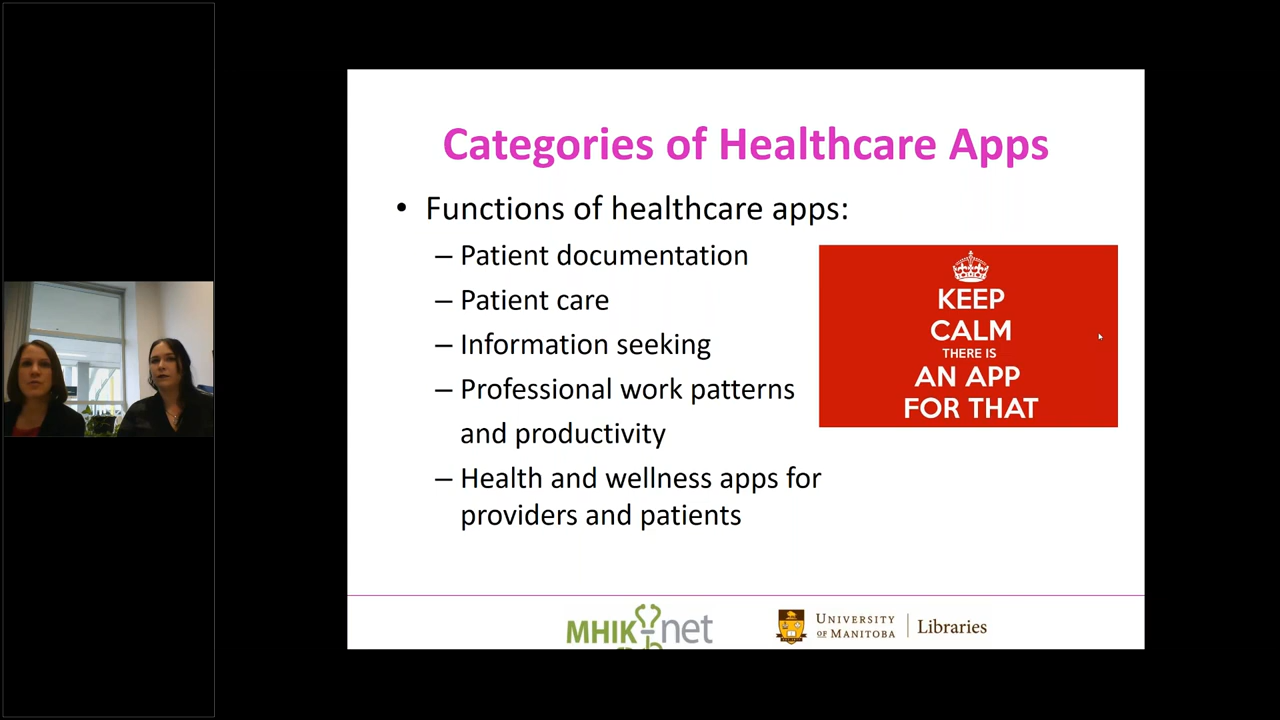 Categories of Healthcare Apps
• Functions of healthcare apps:
– Patient documentation
– Patient care
– Information seeking
– Professional work patterns
and productivity
– Health and wellness apps for
providers and patients
KEEP
CALM
THERE IS
AN APP
FOR THAT
MHIKnet
UNIVERSITY
OF MANITOBA
Libraries